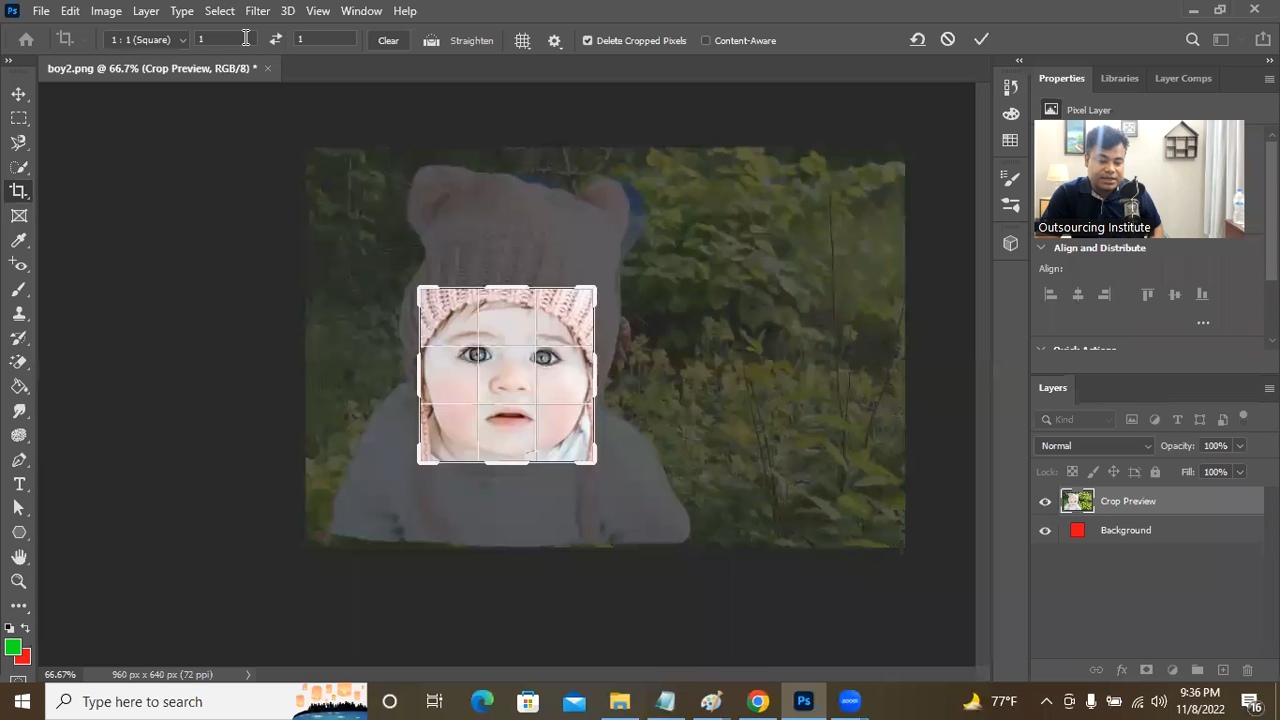 Ps File Edit Image Layer Type Select Filter 3D View Window Help
1 : 1 (Square) 1 1 Clear Straighten Delete Cropped Pixels Content-Aware
boy2.png @ 66.7% (Crop Preview, RGB/8) *
Properties Libraries Layer Comps
Pixel Layer
Outsourcing Institute
Align and Distribute
Align:
Layers
Kind
Normal Opacity: 100%
Lock: Fill: 100%
Crop Preview
Background
66.67% 960 px x 640 px (72 ppi)
Type here to search
Ps
zoom
77°F
9:36 PM
11/8/2022
16